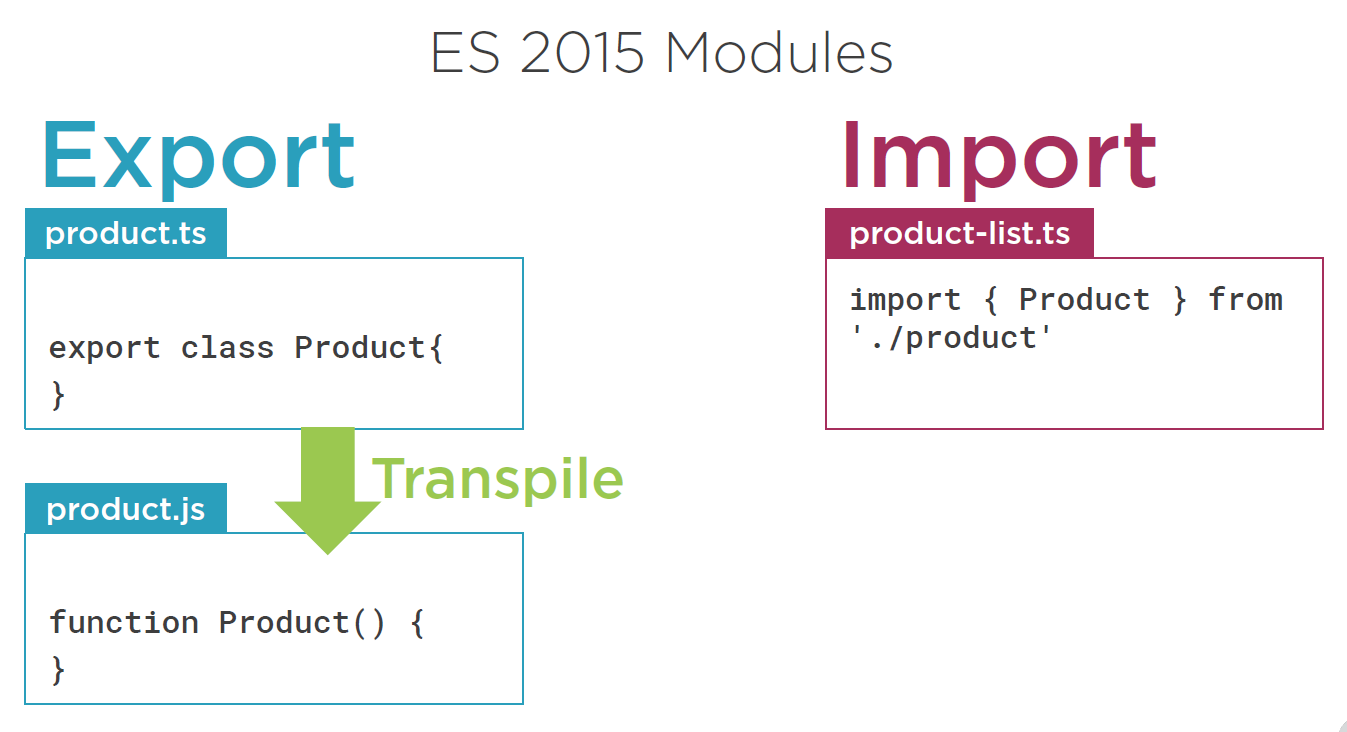 ES 2015 Modules
Export
product.ts
export class Product{
}
Transpile
product.js
function Product() {
}
Import
product-list.ts
import { Product } from
'./product'